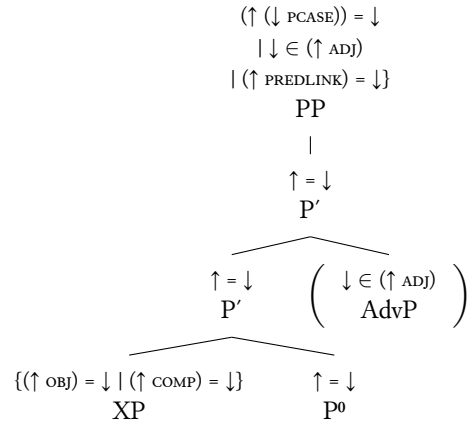 (↑ (↓ PCASE)) = ↓
| ↓ ∈ (↑ ADJ)
| (↑ PREDLINK) = ↓}
PP
↑ = ↓
P′
↑ = ↓ ( ↓ ∈ (↑ ADJ) )
P′ AdvP
{(↑ OBJ) = ↓ | (↑ COMP) = ↓} ↑ = ↓
XP P⁰